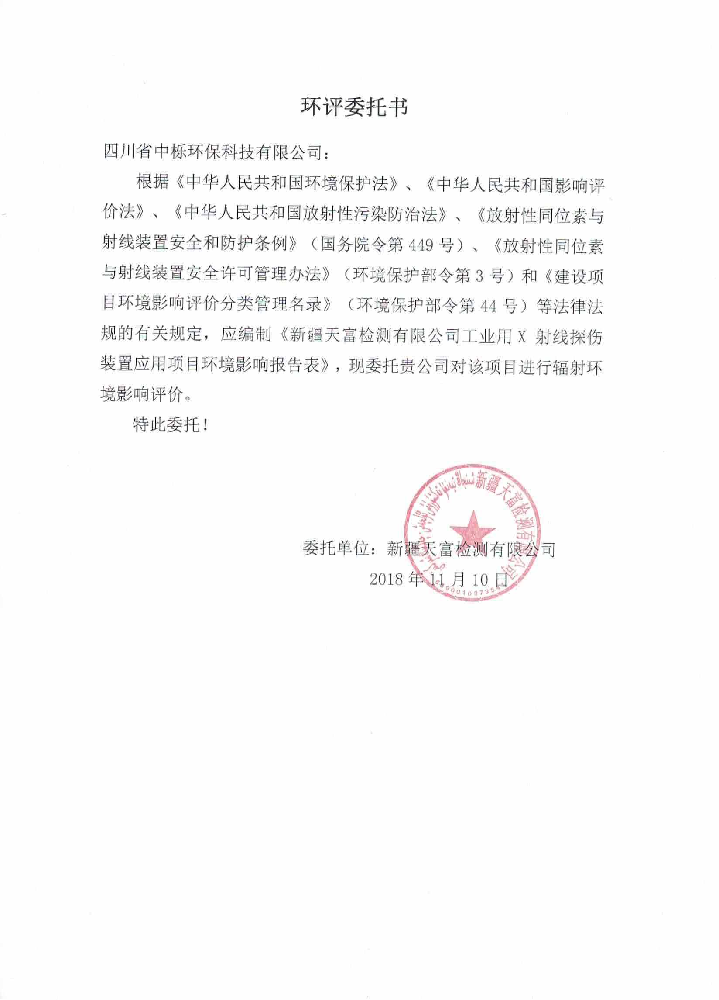 环评委托书
四川省中栎环保科技有限公司：
根据《中华人民共和国环境保护法》、《中华人民共和国影响评
价法》、《中华人民共和国放射性污染防治法》、《放射性同位素与
射线装置安全和防护条例》（国务院令第 449 号）、《放射性同位素
与射线装置安全许可管理办法》（环境保护部令第 3 号）和《建设项
目环境影响评价分类管理名录》（环境保护部令第 44 号）等法律法
规的有关规定，应编制《新疆天富检测有限公司工业用 X 射线探伤
装置应用项目环境影响报告表》，现委托贵公司对该项目进行辐射环
境影响评价。
特此委托！
新疆天富检测有限公司
委托单位：新疆天富检测有限公司
2018 年 11 月 10 日